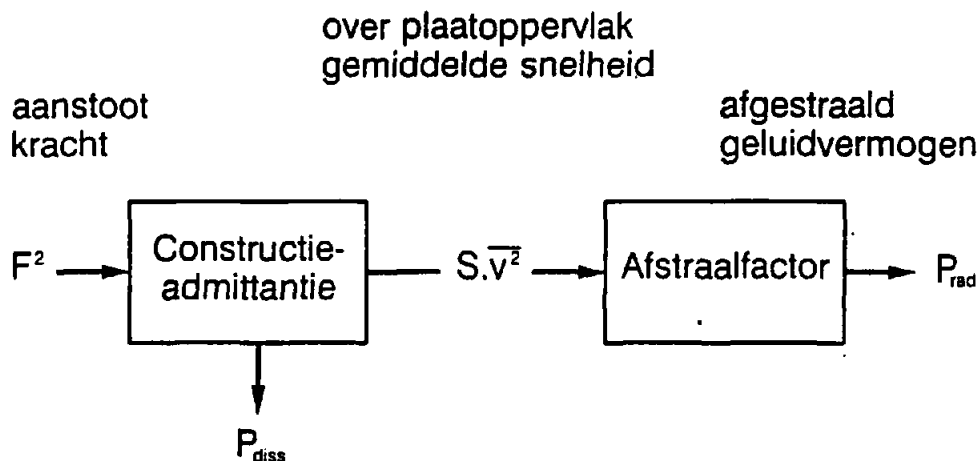 over plaatoppervlak
gemiddelde snelheid
aanstoot
kracht
afgestraald
geluidvermogen
F²
Constructie-
admittantie
S.v̅²̅
Afstraalfactor
P_rad
P_diss